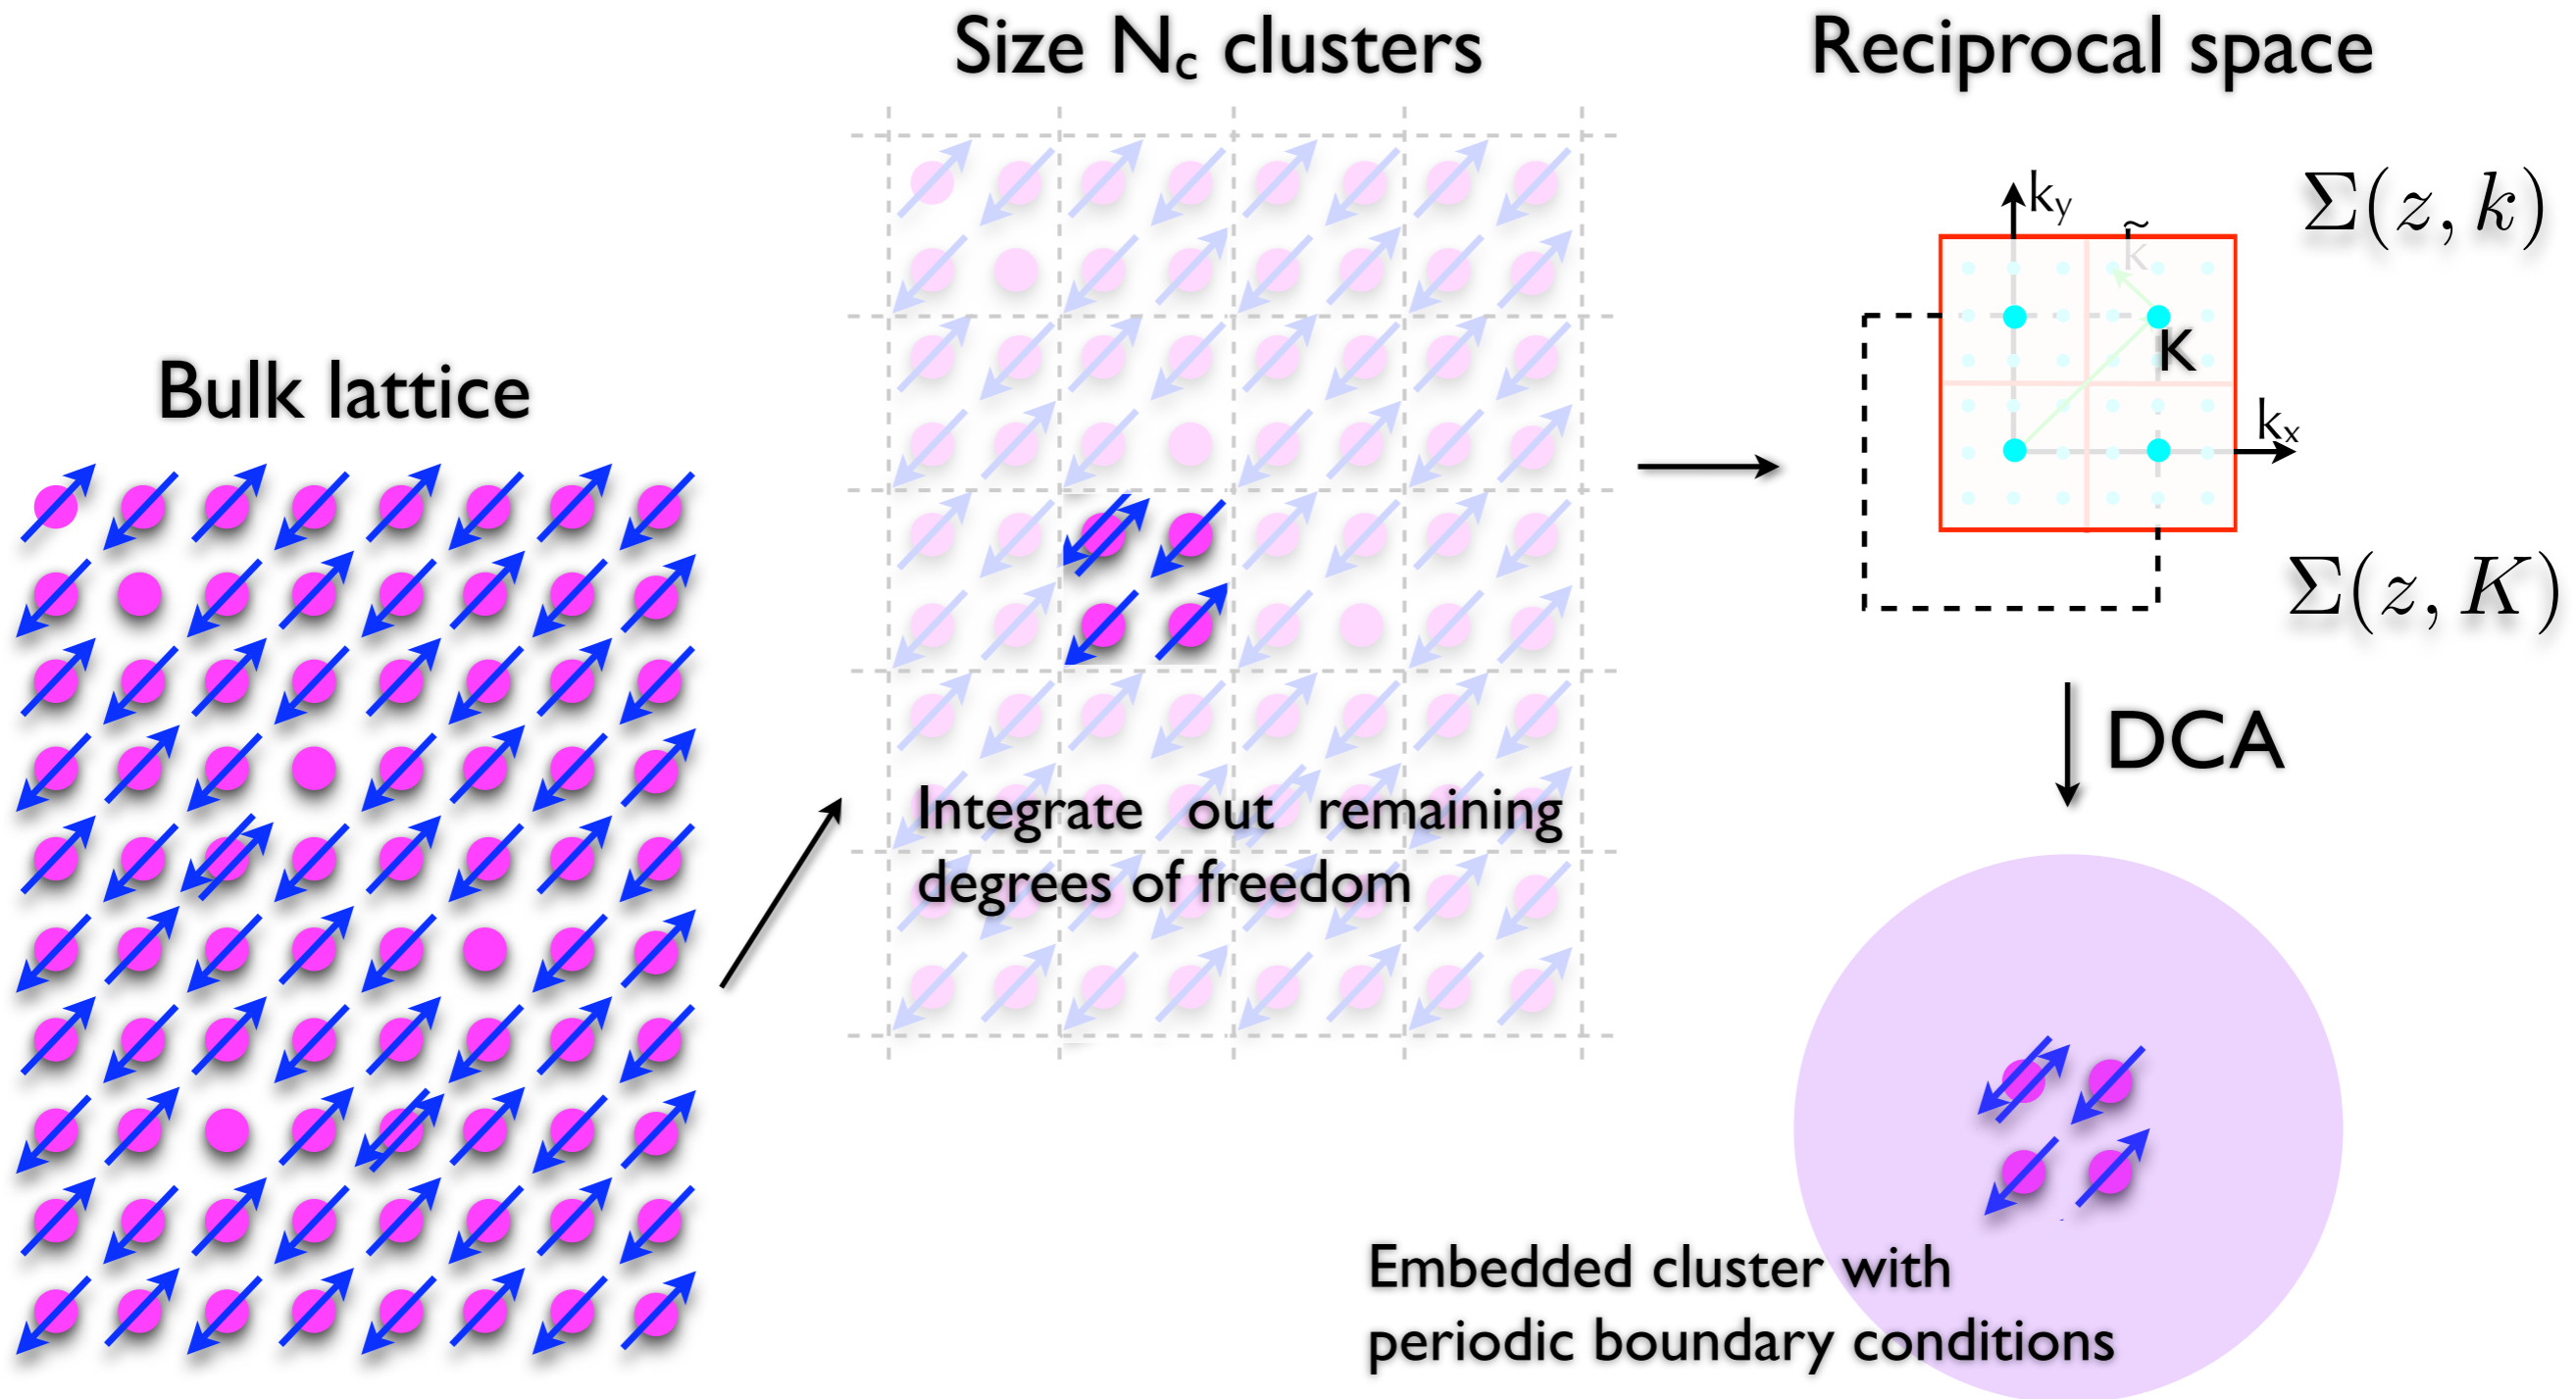 Size Nc clusters
Reciprocal space
Bulk lattice
ky
k̃
Σ(z, k)
K
kx
Σ(z, K)
DCA
Integrate out remaining
degrees of freedom
Embedded cluster with
periodic boundary conditions